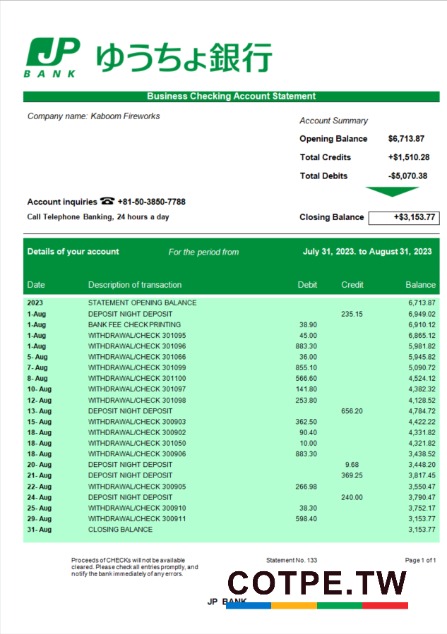 JP
BANK
ゆうちょ銀行
Business Checking Account Statement
Company name: Kaboom Fireworks
Account Summary
Opening Balance $6,713.87
Total Credits +$1,510.28
Total Debits -$5,070.38
Account inquiries ☎ +81-50-3850-7788
Call Telephone Banking, 24 hours a day
Closing Balance +$3,153.77
Details of your account For the period from July 31, 2023. to August 31, 2023
Date Description of transaction Debit Credit Balance
2023 STATEMENT OPENING BALANCE 6,713.87
1-Aug DEPOSIT NIGHT DEPOSIT 235.15 6,949.02
1-Aug BANK FEE CHECK PRINTING 38.90 6,910.12
1-Aug WITHDRAWAL/CHECK 301095 45.00 6,865.12
1-Aug WITHDRAWAL/CHECK 301096 883.30 5,981.82
5- Aug WITHDRAWAL/CHECK 301066 36.00 5,945.82
7- Aug WITHDRAWAL/CHECK 301099 855.10 5,090.72
8- Aug WITHDRAWAL/CHECK 301100 566.60 4,524.12
10- Aug WITHDRAWAL/CHECK 301097 141.80 4,382.32
12- Aug WITHDRAWAL/CHECK 301098 253.80 4,128.52
13- Aug DEPOSIT NIGHT DEPOSIT 656.20 4,784.72
15- Aug WITHDRAWAL/CHECK 300903 362.50 4,422.22
18- Aug WITHDRAWAL/CHECK 300902 90.40 4,331.82
18- Aug WITHDRAWAL/CHECK 301050 10.00 4,321.82
18- Aug WITHDRAWAL/CHECK 300906 883.30 3,438.52
20- Aug DEPOSIT NIGHT DEPOSIT 9.68 3,448.20
21- Aug DEPOSIT NIGHT DEPOSIT 369.25 3,817.45
22- Aug WITHDRAWAL/CHECK 300905 266.98 3,550.47
24- Aug DEPOSIT NIGHT DEPOSIT 240.00 3,790.47
25- Aug WITHDRAWAL/CHECK 300910 38.30 3,752.17
29- Aug WITHDRAWAL/CHECK 300911 598.40 3,153.77
31- Aug CLOSING BALANCE 3,153.77
Proceeds of CHECKs will not be available
cleared. Please check all entries promptly, and
notify the bank immediately of any errors.
Statement No. 133
Page 1 of 1
COTPE.TW
JP BANK